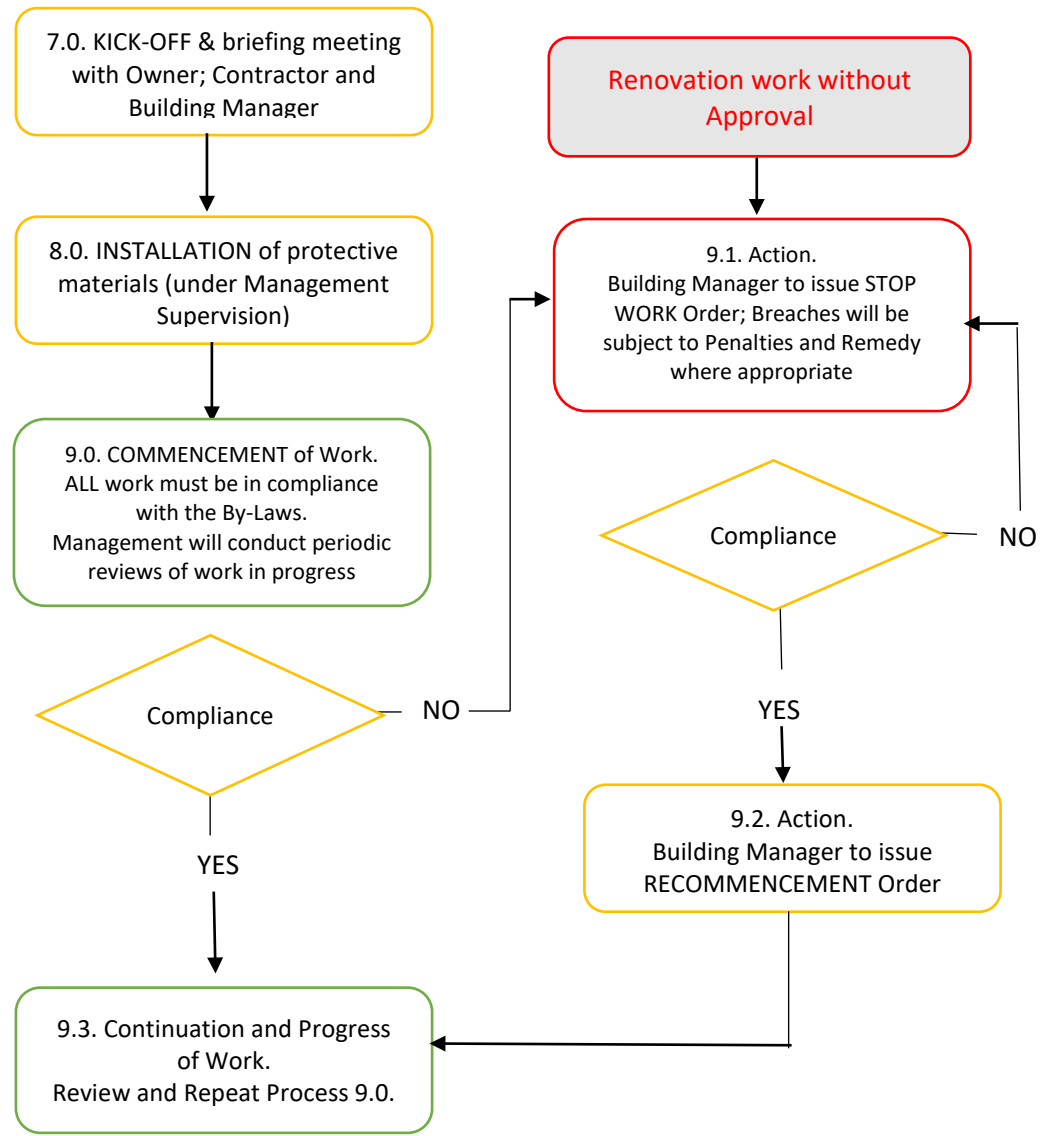 7.0. KICK-OFF & briefing meeting
with Owner; Contractor and
Building Manager
Renovation work without
Approval
8.0. INSTALLATION of protective
materials (under Management
Supervision)
9.1. Action.
Building Manager to issue STOP
WORK Order; Breaches will be
subject to Penalties and Remedy
where appropriate
9.0. COMMENCEMENT of Work.
ALL work must be in compliance
with the By-Laws.
Management will conduct periodic
reviews of work in progress
Compliance
NO
Compliance
NO
YES
YES
9.2. Action.
Building Manager to issue
RECOMMENCEMENT Order
9.3. Continuation and Progress
of Work.
Review and Repeat Process 9.0.